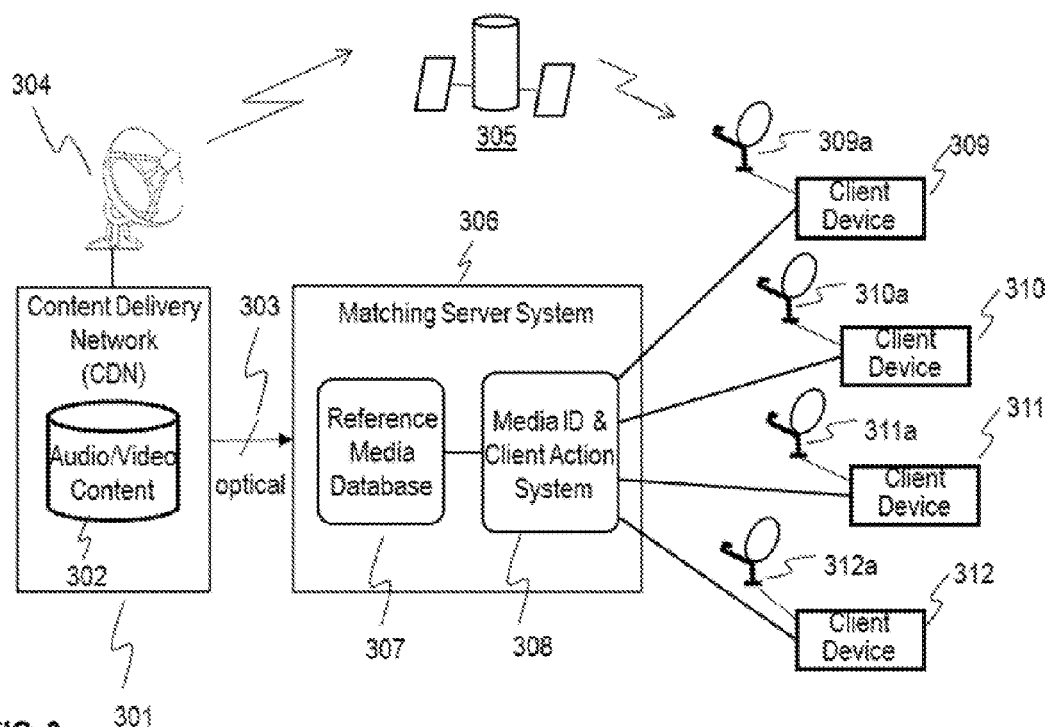 304
305
309a
309
Client
Device
306
310a
310
Client
Device
Content Delivery
Network
(CDN)
303
Matching Server System
Audio/Video
Content
optical
Reference
Media
Database
Media ID &
Client Action
System
311a
311
Client
Device
302
312a
312
Client
Device
307
308
301